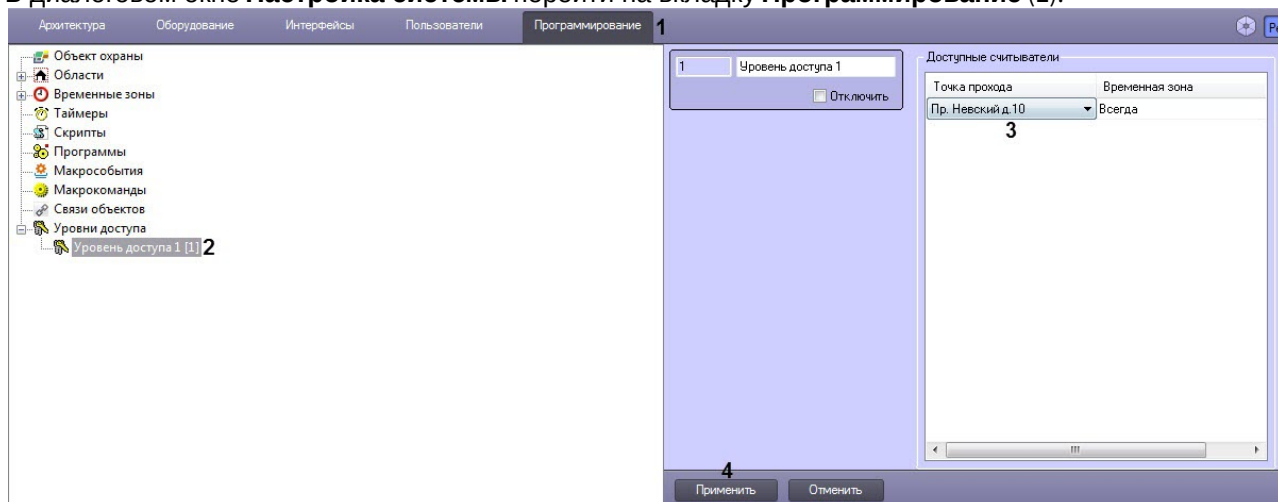 В диалоговом окне Настройка системы перейти на вкладку Программирование (1).
Архитектура Оборудование Интерфейсы Пользователи Программирование 1
Объект охраны
Области
Временные зоны
Таймеры
Скрипты
Программы
Макрособытия
Макрокоманды
Связи объектов
Уровни доступа
Уровень доступа 1 [1] 2
1 Уровень доступа 1
Отключить
Доступные считыватели
Точка прохода Временная зона
Пр. Невский д.10 Всегда
3
4
Применить Отменить